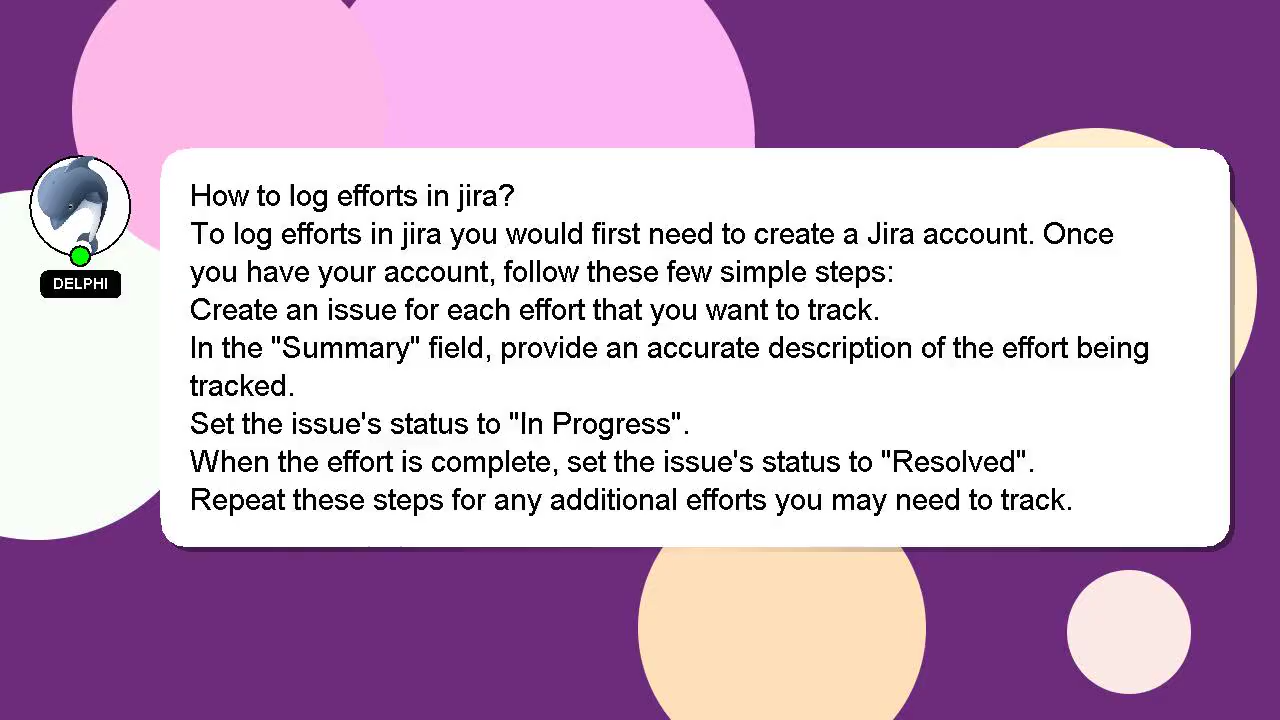 How to log efforts in jira?
To log efforts in jira you would first need to create a Jira account. Once
you have your account, follow these few simple steps:
Create an issue for each effort that you want to track.
In the "Summary" field, provide an accurate description of the effort being
tracked.
Set the issue's status to "In Progress".
When the effort is complete, set the issue's status to "Resolved".
Repeat these steps for any additional efforts you may need to track.
DELPHI